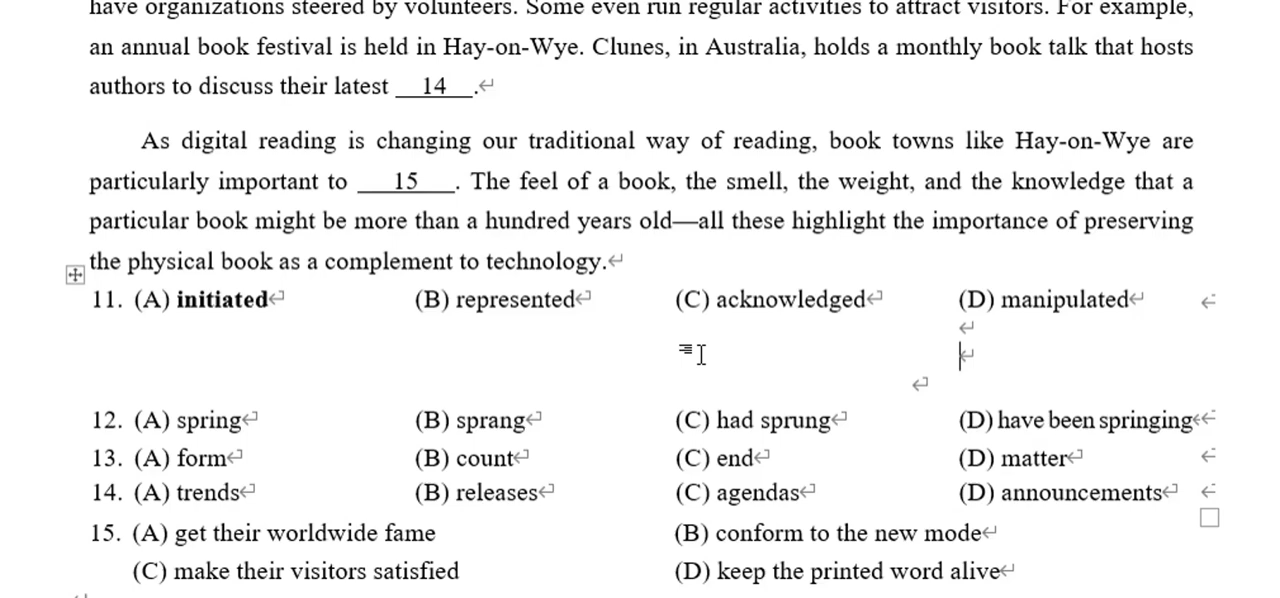 have organizations steered by volunteers. Some even run regular activities to attract visitors. For example,
an annual book festival is held in Hay-on-Wye. Clunes, in Australia, holds a monthly book talk that hosts
authors to discuss their latest __14__.
As digital reading is changing our traditional way of reading, book towns like Hay-on-Wye are
particularly important to __15__. The feel of a book, the smell, the weight, and the knowledge that a
particular book might be more than a hundred years old—all these highlight the importance of preserving
the physical book as a complement to technology.
11. (A) initiated (B) represented (C) acknowledged (D) manipulated
12. (A) spring (B) sprang (C) had sprung (D) have been springing
13. (A) form (B) count (C) end (D) matter
14. (A) trends (B) releases (C) agendas (D) announcements
15. (A) get their worldwide fame (B) conform to the new mode
(C) make their visitors satisfied (D) keep the printed word alive